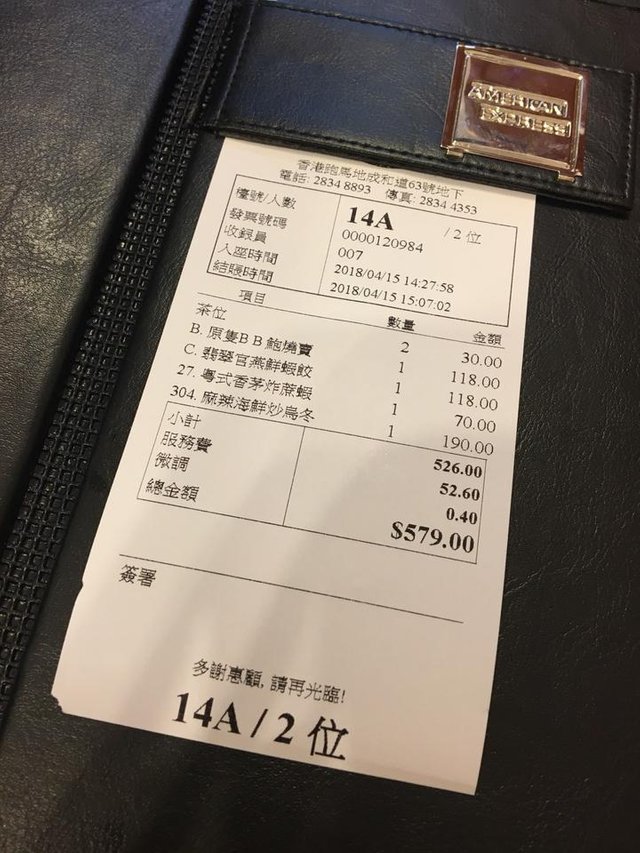 AMERICAN
EXPRESS
香港跑馬地成和道63號地下
電話: 2834 8893 傳真: 2834 4353
檯號/人數 14A / 2 位
發票號碼 0000120984
收銀員 007
入座時間 2018/04/15 14:27:58
結賬時間 2018/04/15 15:07:02
項目 數量 金額
茶位 2 30.00
B. 原隻BB鮑燒賣 1 118.00
C. 翡翠官燕鮮蝦餃 1 118.00
27. 粵式香茅炸蔗蝦 1 70.00
304. 麻辣海鮮炒烏冬 1 190.00
小計 526.00
服務費 52.60
微調 0.40
總金額 $579.00
簽署
多謝惠顧, 請再光臨!
14A / 2 位